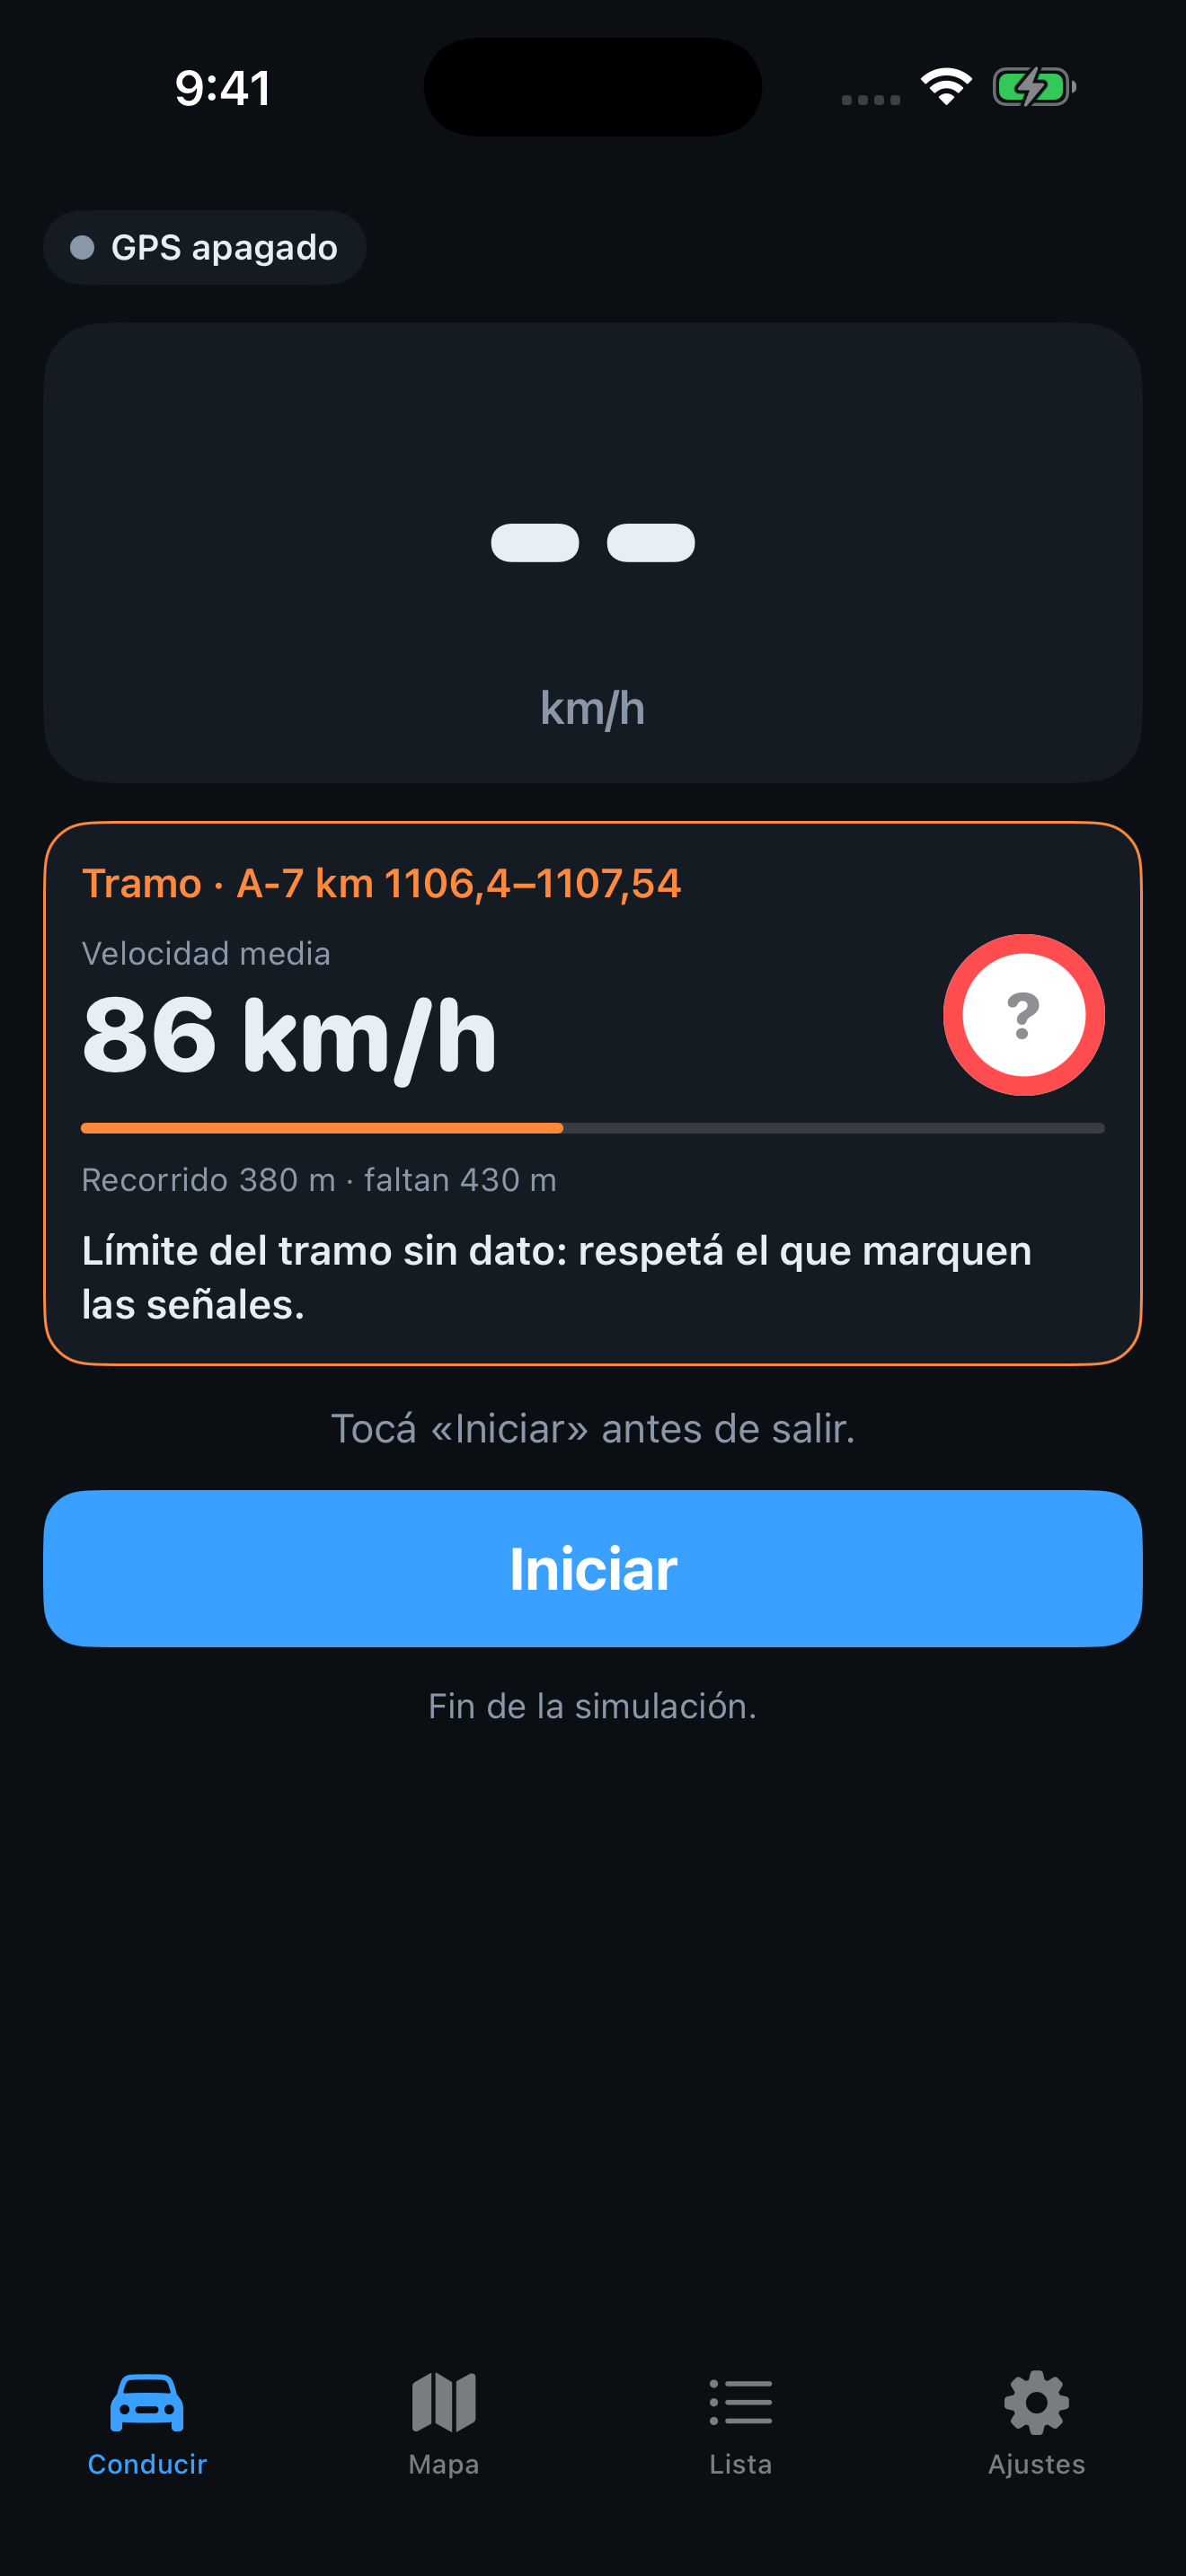 9:41
GPS apagado
--
km/h
Tramo · A-7 km 1106,4–1107,54
Velocidad media
86 km/h
?
Recorrido 380 m · faltan 430 m
Límite del tramo sin dato: respetá el que marquen
las señales.
Tocá «Iniciar» antes de salir.
Iniciar
Fin de la simulación.
Conducir
Mapa
Lista
Ajustes